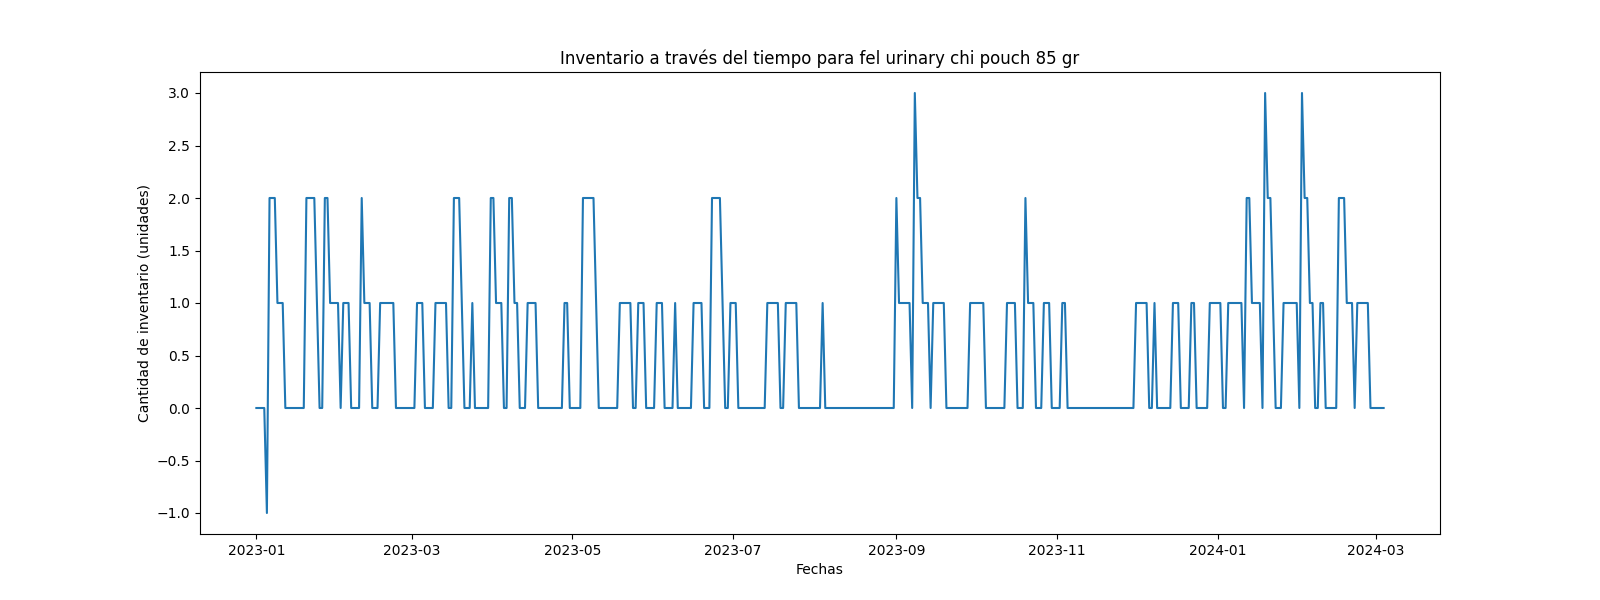 Inventario a través del tiempo para fel urinary chi pouch 85 gr
3.0
2.5
2.0
1.5
1.0
0.5
0.0
−0.5
−1.0
Cantidad de inventario (unidades)
2023-01 2023-03 2023-05 2023-07 2023-09 2023-11 2024-01 2024-03
Fechas